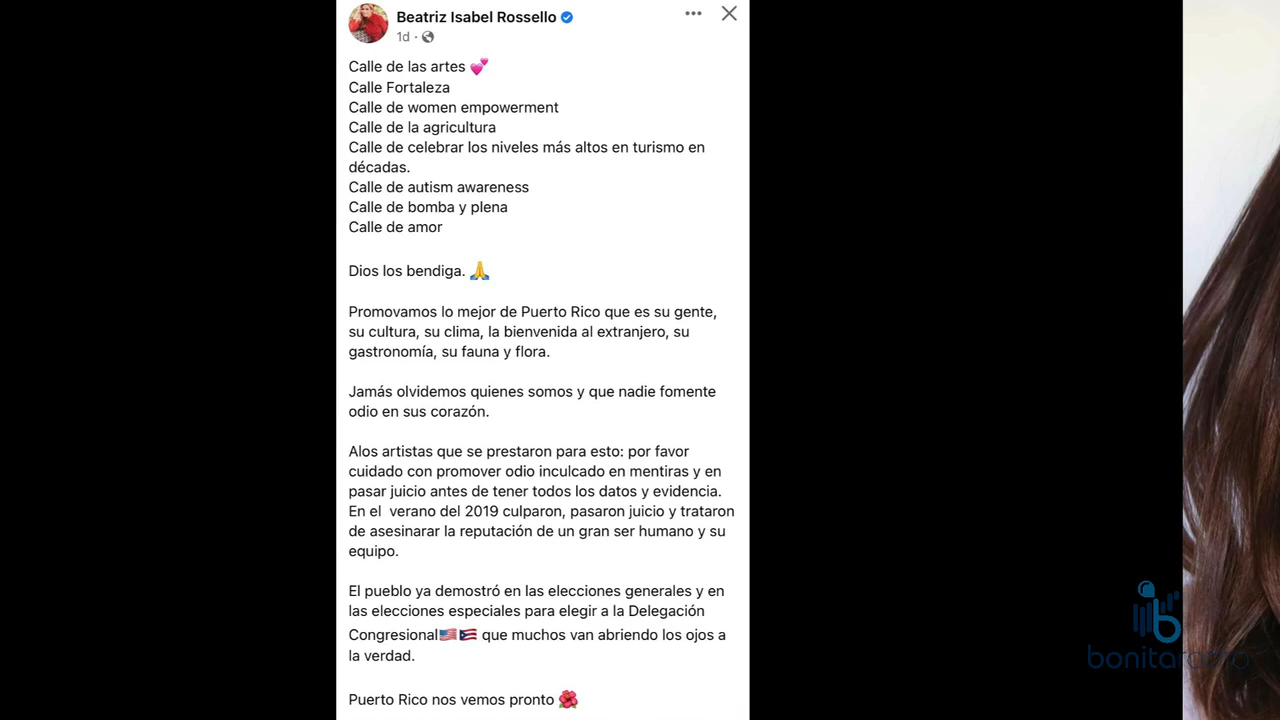 Beatriz Isabel Rossello
1d
Calle de las artes 💕
Calle Fortaleza
Calle de women empowerment
Calle de la agricultura
Calle de celebrar los niveles más altos en turismo en
décadas.
Calle de autism awareness
Calle de bomba y plena
Calle de amor
Dios los bendiga. 🙏
Promovamos lo mejor de Puerto Rico que es su gente,
su cultura, su clima, la bienvenida al extranjero, su
gastronomía, su fauna y flora.
Jamás olvidemos quienes somos y que nadie fomente
odio en sus corazón.
Alos artistas que se prestaron para esto: por favor
cuidado con promover odio inculcado en mentiras y en
pasar juicio antes de tener todos los datos y evidencia.
En el  verano del 2019 culparon, pasaron juicio y trataron
de asesinarar la reputación de un gran ser humano y su
equipo.
El pueblo ya demostró en las elecciones generales y en
las elecciones especiales para elegir a la Delegación
Congresional🇺🇸🇵🇷 que muchos van abriendo los ojos a
la verdad.
Puerto Rico nos vemos pronto 🌺